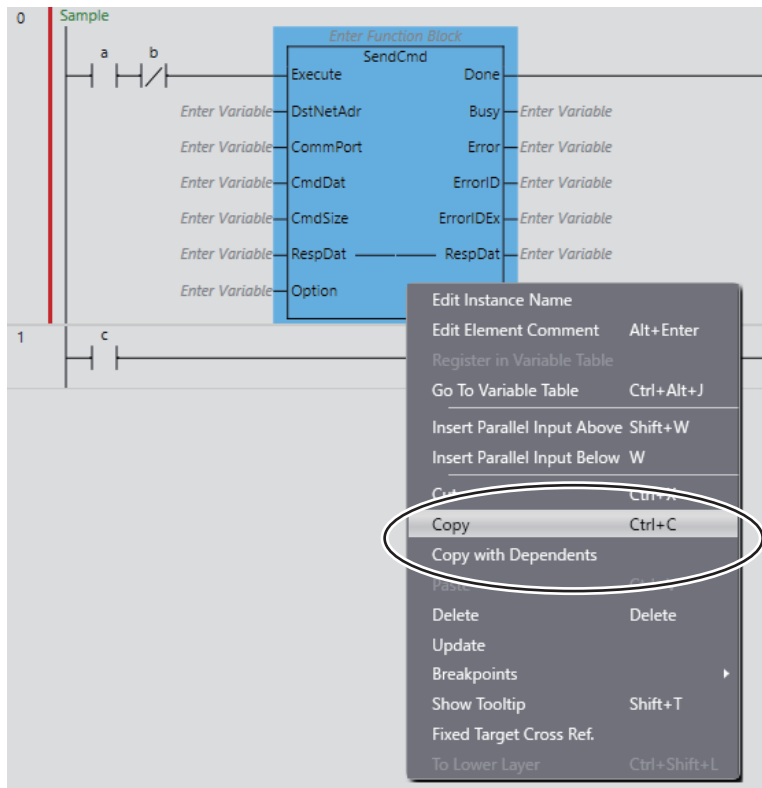 0 Sample
Enter Function Block
a b SendCmd
Execute Done
Enter Variable DstNetAdr Busy Enter Variable
Enter Variable CommPort Error Enter Variable
Enter Variable CmdDat ErrorID Enter Variable
Enter Variable CmdSize ErrorIDEx Enter Variable
Enter Variable RespDat RespDat Enter Variable
Enter Variable Option
1 c
Edit Instance Name
Edit Element Comment Alt+Enter
Register in Variable Table
Go To Variable Table Ctrl+Alt+J
Insert Parallel Input Above Shift+W
Insert Parallel Input Below W
Cut Ctrl+X
Copy Ctrl+C
Copy with Dependents
Paste Ctrl+V
Delete Delete
Update
Breakpoints
Show Tooltip Shift+T
Fixed Target Cross Ref.
To Lower Layer Ctrl+Shift+L